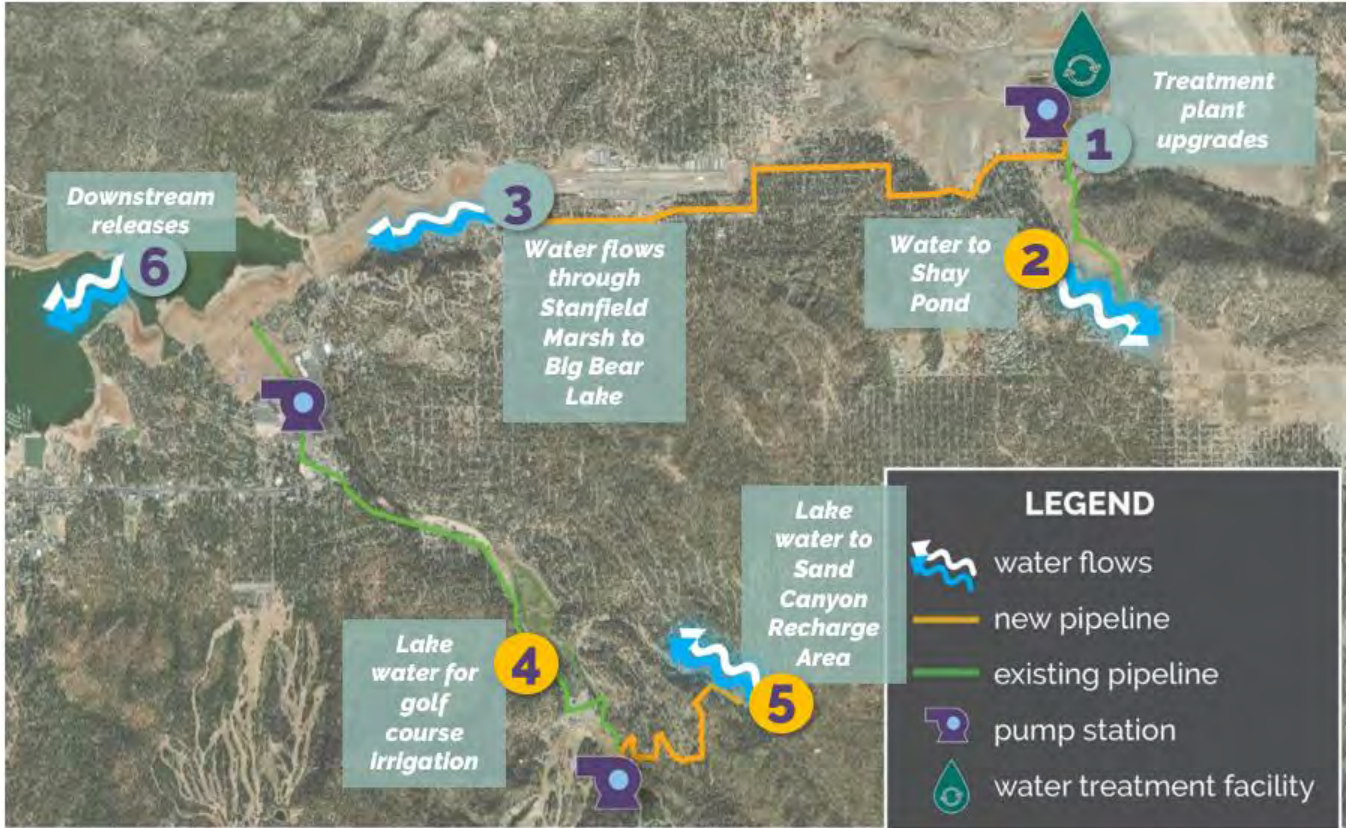 Treatment
plant
upgrades
1
Downstream
releases
6
3
Water flows
through
Stanfield
Marsh to
Big Bear
Lake
Water to
Shay
Pond
2
Lake
water for
golf
course
irrigation
4
Lake
water to
Sand
Canyon
Recharge
Area
5
LEGEND
water flows
new pipeline
existing pipeline
pump station
water treatment facility